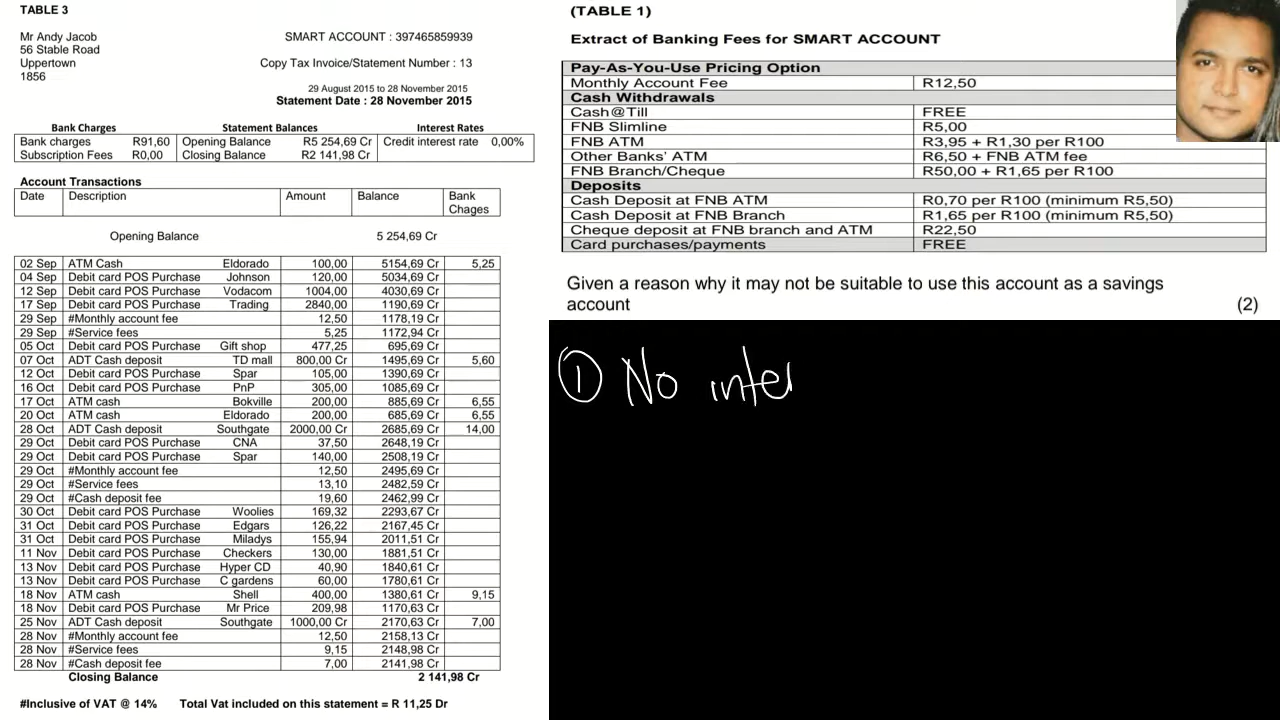 TABLE 3
Mr Andy Jacob
56 Stable Road
Uppertown
1856
SMART ACCOUNT : 397465859939
Copy Tax Invoice/Statement Number : 13
29 August 2015 to 28 November 2015
Statement Date : 28 November 2015
Bank Charges Statement Balances Interest Rates
Bank charges R91,60 Opening Balance R5 254,69 Cr Credit interest rate 0,00%
Subscription Fees R0,00 Closing Balance R2 141,98 Cr
Account Transactions
Date Description Amount Balance Bank Chages
Opening Balance 5 254,69 Cr
02 Sep ATM Cash Eldorado 100,00 5154,69 Cr 5,25
04 Sep Debit card POS Purchase Johnson 120,00 5034,69 Cr
12 Sep Debit card POS Purchase Vodacom 1004,00 4030,69 Cr
17 Sep Debit card POS Purchase Trading 2840,00 1190,69 Cr
29 Sep #Monthly account fee 12,50 1178,19 Cr
29 Sep #Service fees 5,25 1172,94 Cr
05 Oct Debit card POS Purchase Gift shop 477,25 695,69 Cr
07 Oct ADT Cash deposit TD mall 800,00 Cr 1495,69 Cr 5,60
12 Oct Debit card POS Purchase Spar 105,00 1390,69 Cr
16 Oct Debit card POS Purchase PnP 305,00 1085,69 Cr
17 Oct ATM cash Bokville 200,00 885,69 Cr 6,55
20 Oct ATM cash Eldorado 200,00 685,69 Cr 6,55
28 Oct ADT Cash deposit Southgate 2000,00 Cr 2685,69 Cr 14,00
29 Oct Debit card POS Purchase CNA 37,50 2648,19 Cr
29 Oct Debit card POS Purchase Spar 140,00 2508,19 Cr
29 Oct #Monthly account fee 12,50 2495,69 Cr
29 Oct #Service fees 13,10 2482,59 Cr
29 Oct #Cash deposit fee 19,60 2462,99 Cr
30 Oct Debit card POS Purchase Woolies 169,32 2293,67 Cr
31 Oct Debit card POS Purchase Edgars 126,22 2167,45 Cr
31 Oct Debit card POS Purchase Miladys 155,94 2011,51 Cr
11 Nov Debit card POS Purchase Checkers 130,00 1881,51 Cr
13 Nov Debit card POS Purchase Hyper CD 40,90 1840,61 Cr
13 Nov Debit card POS Purchase C gardens 60,00 1780,61 Cr
18 Nov ATM cash Shell 400,00 1380,61 Cr 9,15
18 Nov Debit card POS Purchase Mr Price 209,98 1170,63 Cr
25 Nov ADT Cash deposit Southgate 1000,00 Cr 2170,63 Cr 7,00
28 Nov #Monthly account fee 12,50 2158,13 Cr
28 Nov #Service fees 9,15 2148,98 Cr
28 Nov #Cash deposit fee 7,00 2141,98 Cr
Closing Balance 2 141,98 Cr
#Inclusive of VAT @ 14% Total Vat included on this statement = R 11,25 Dr
(TABLE 1)
Extract of Banking Fees for SMART ACCOUNT
Pay-As-You-Use Pricing Option
Monthly Account Fee R12,50
Cash Withdrawals
Cash@Till FREE
FNB Slimline R5,00
FNB ATM R3,95 + R1,30 per R100
Other Banks' ATM R6,50 + FNB ATM fee
FNB Branch/Cheque R50,00 + R1,65 per R100
Deposits
Cash Deposit at FNB ATM R0,70 per R100 (minimum R5,50)
Cash Deposit at FNB Branch R1,65 per R100 (minimum R5,50)
Cheque deposit at FNB branch and ATM R22,50
Card purchases/payments FREE
Given a reason why it may not be suitable to use this account as a savings
account (2)
① No inte